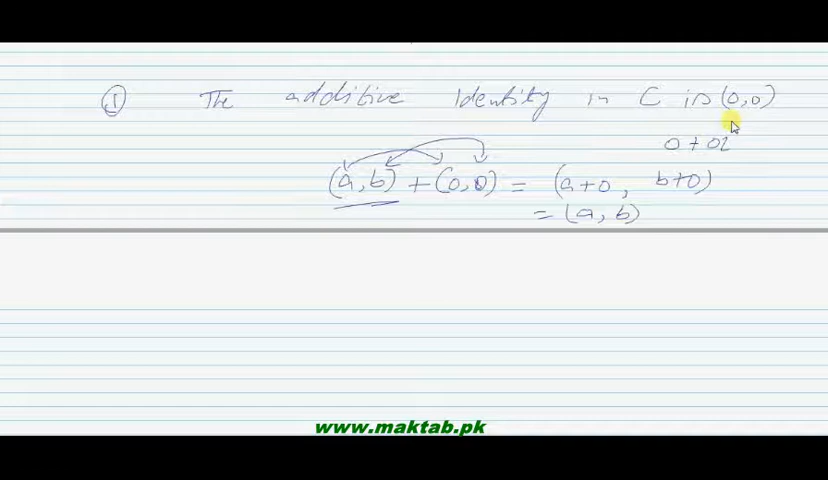 ① The additive Identity in C is (0,0)
0+0i
(a,b) + (0,0) = (a+0, b+0)
= (a, b)
www.maktab.pk